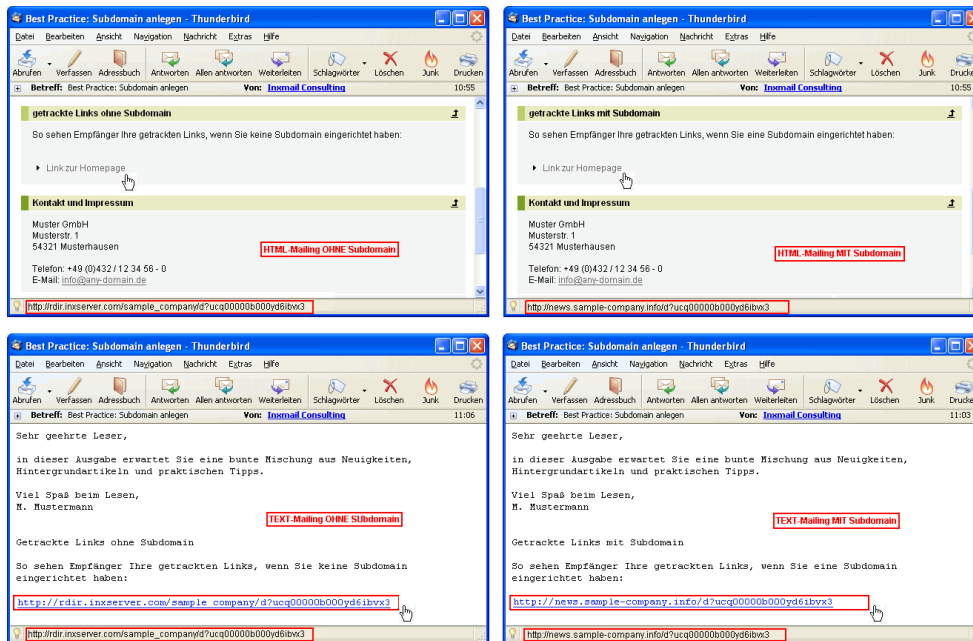 Best Practice: Subdomain anlegen - Thunderbird
Datei Bearbeiten Ansicht Navigation Nachricht Extras Hilfe
Abrufen Verfassen Adressbuch Antworten Allen antworten Weiterleiten Schlagwörter Löschen Junk Drucken
Betreff: Best Practice: Subdomain anlegen Von: Inxmail Consulting 10:55
getrackte Links ohne Subdomain
So sehen Empfänger Ihre getrackten Links, wenn Sie keine Subdomain eingerichtet haben:
Link zur Homepage
Kontakt und Impressum
Muster GmbH
Musterstr. 1
54321 Musterhausen
HTML-Mailing OHNE Subdomain
Telefon: +49 (0)432 / 12 34 56 - 0
E-Mail: info@any-domain.de
http://rdir.inxserver.com/sample_company/d?ucq00000b000yd6ibvx3
Best Practice: Subdomain anlegen - Thunderbird
Datei Bearbeiten Ansicht Navigation Nachricht Extras Hilfe
Abrufen Verfassen Adressbuch Antworten Allen antworten Weiterleiten Schlagwörter Löschen Junk Drucken
Betreff: Best Practice: Subdomain anlegen Von: Inxmail Consulting 10:55
getrackte Links mit Subdomain
So sehen Empfänger Ihre getrackten Links, wenn Sie eine Subdomain eingerichtet haben:
Link zur Homepage
Kontakt und Impressum
Muster GmbH
Musterstr. 1
54321 Musterhausen
HTML-Mailing MIT Subdomain
Telefon: +49 (0)432 / 12 34 56 - 0
E-Mail: info@any-domain.de
http://news.sample-company.info/d?ucq00000b000yd6ibvx3
Best Practice: Subdomain anlegen - Thunderbird
Datei Bearbeiten Ansicht Navigation Nachricht Extras Hilfe
Abrufen Verfassen Adressbuch Antworten Allen antworten Weiterleiten Schlagwörter Löschen Junk Drucken
Betreff: Best Practice: Subdomain anlegen Von: Inxmail Consulting 11:06
Sehr geehrte Leser,
in dieser Ausgabe erwartet Sie eine bunte Mischung aus Neuigkeiten,
Hintergrundartikeln und praktischen Tipps.
Viel Spaß beim Lesen,
M. Mustermann
TEXT-Mailing OHNE SUbdomain
Getrackte Links ohne Subdomain
So sehen Empfänger Ihre getrackten Links, wenn Sie keine Subdomain
eingerichtet haben:
http://rdir.inxserver.com/sample_company/d?ucq00000b000yd6ibvx3
http://rdir.inxserver.com/sample_company/d?ucq00000b000yd6ibvx3
Best Practice: Subdomain anlegen - Thunderbird
Datei Bearbeiten Ansicht Navigation Nachricht Extras Hilfe
Abrufen Verfassen Adressbuch Antworten Allen antworten Weiterleiten Schlagwörter Löschen Junk Drucken
Betreff: Best Practice: Subdomain anlegen Von: Inxmail Consulting 11:03
Sehr geehrte Leser,
in dieser Ausgabe erwartet Sie eine bunte Mischung aus Neuigkeiten,
Hintergrundartikeln und praktischen Tipps.
Viel Spaß beim Lesen,
M. Mustermann
TEXT-Mailing MIT Subdomain
Getrackte Links mit Subdomain
So sehen Empfänger Ihre getrackten Links, wenn Sie eine Subdomain
eingerichtet haben:
http://news.sample-company.info/d?ucq00000b000yd6ibvx3
http://news.sample-company.info/d?ucq00000b000yd6ibvx3